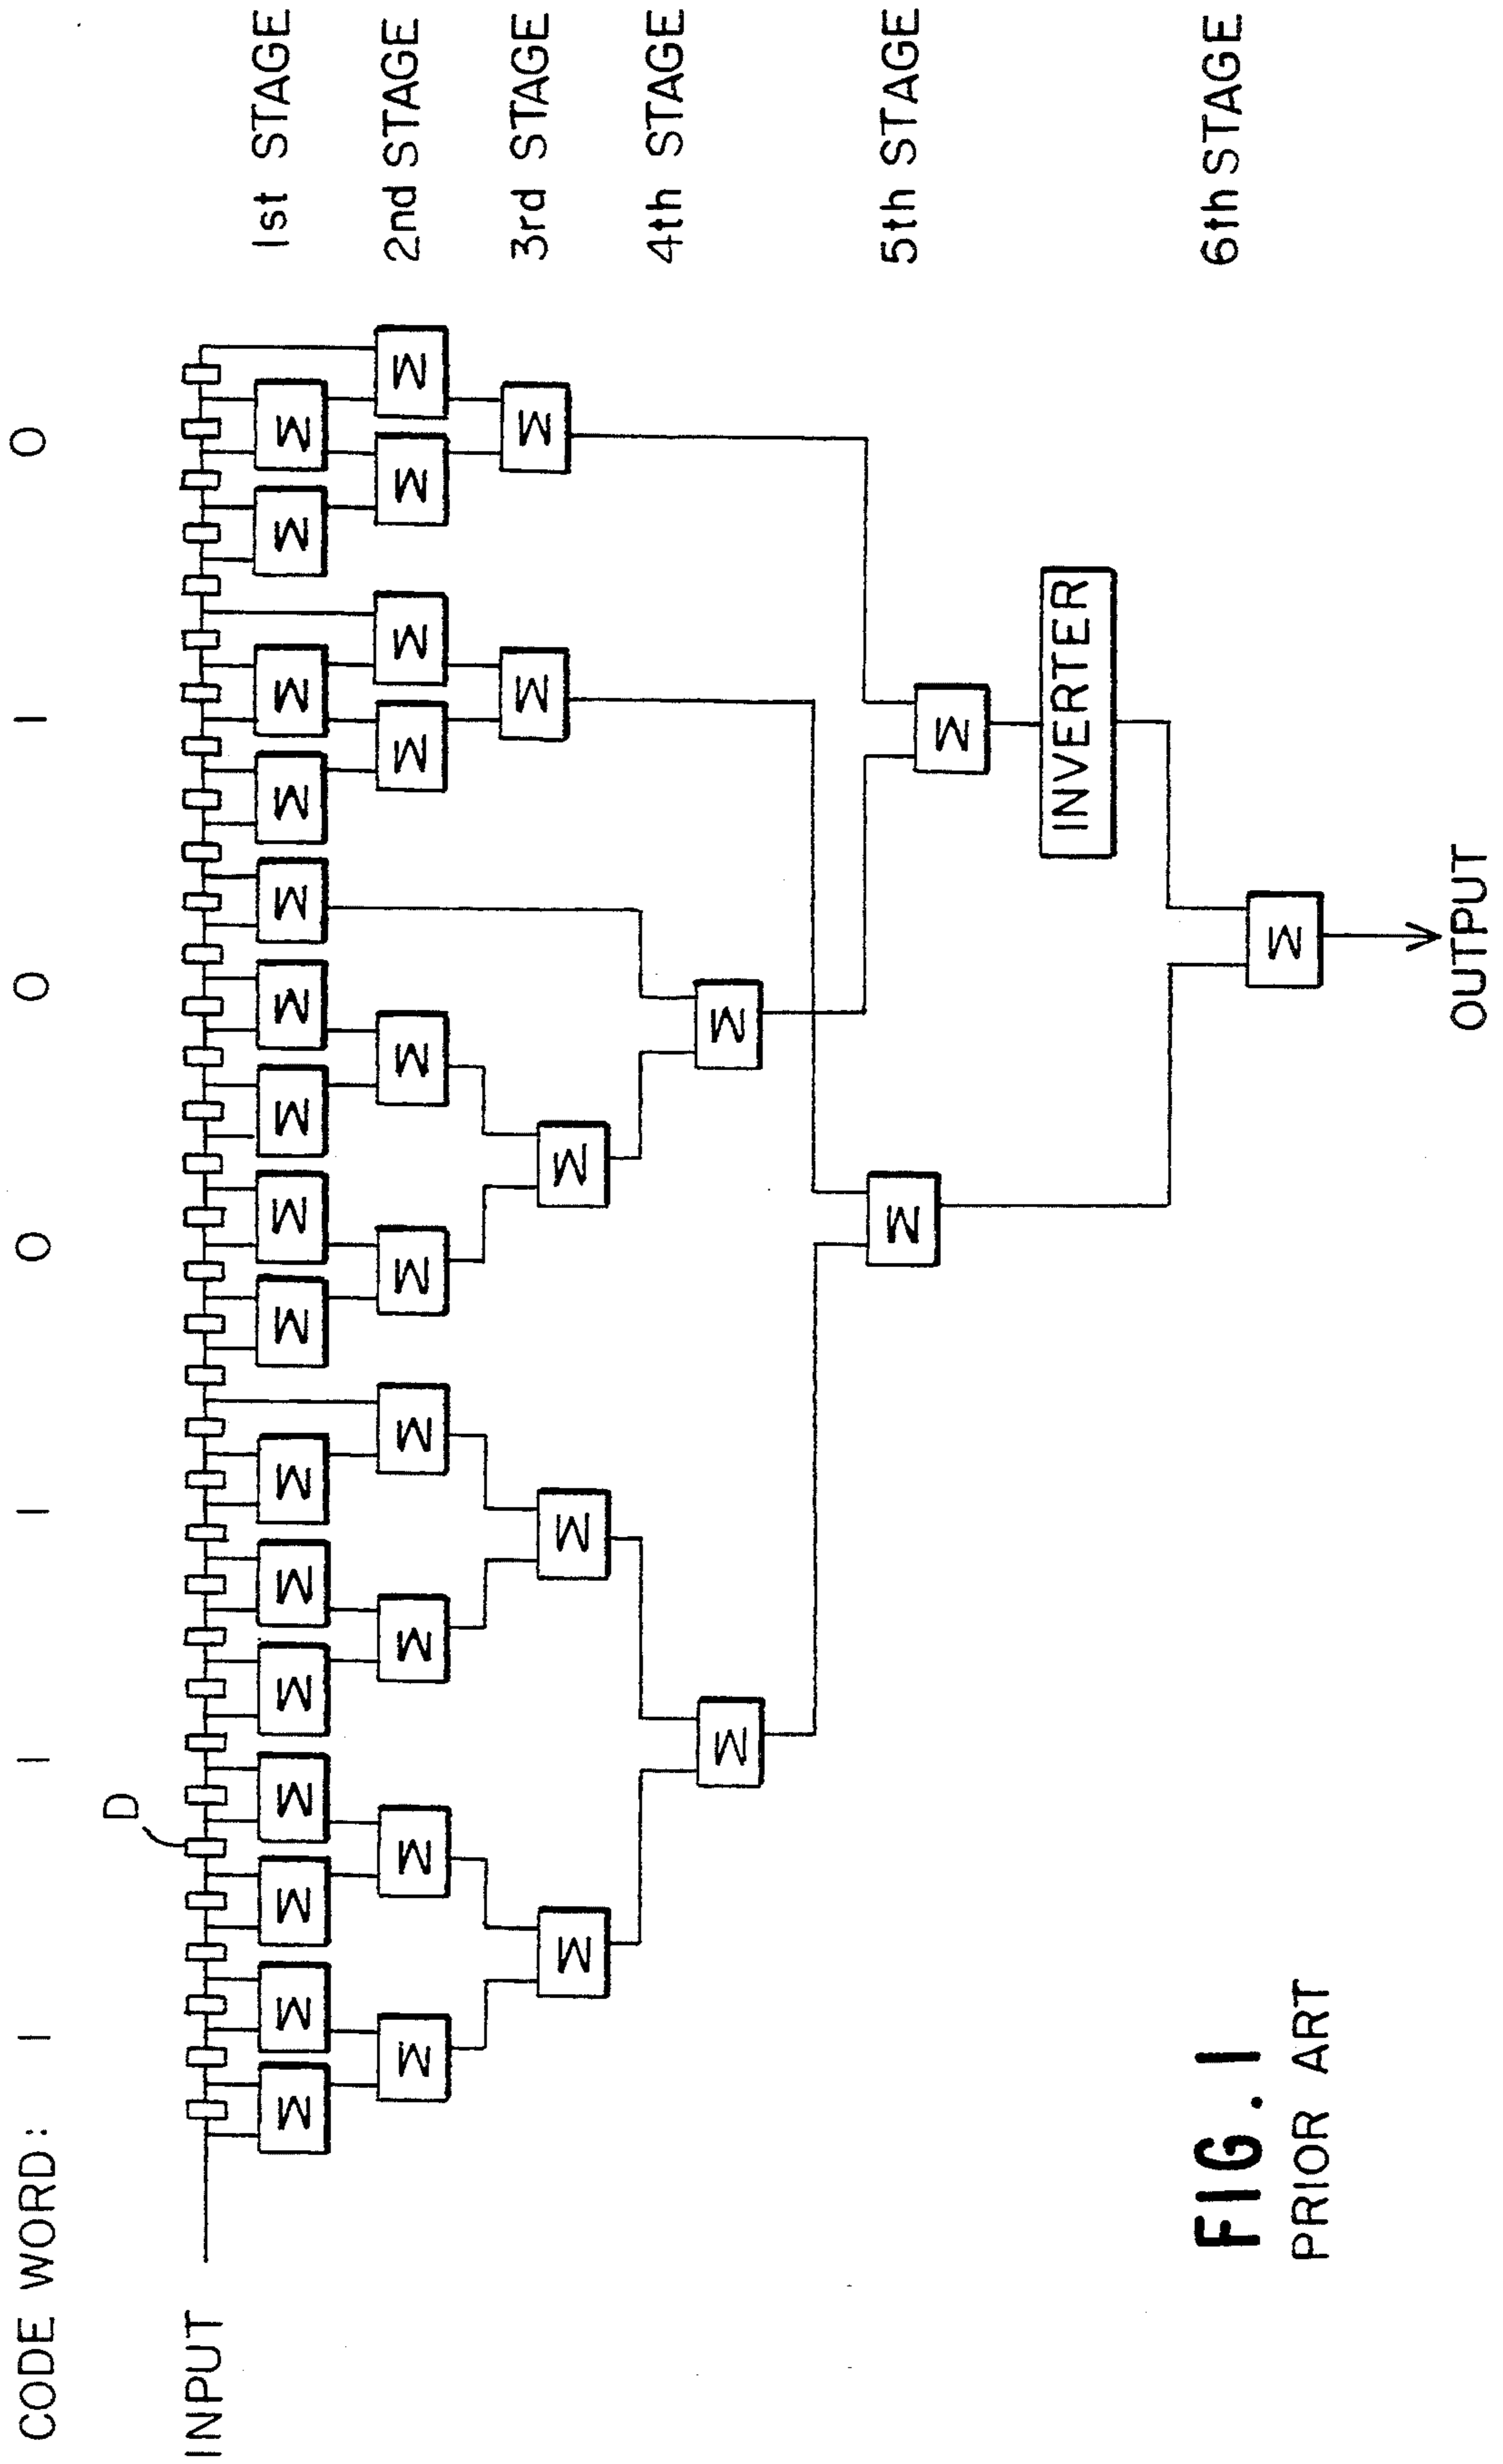 CODE WORD: 1 1 1 0 0 1 0
D
INPUT
Σ Σ Σ Σ Σ Σ Σ Σ Σ Σ Σ Σ Σ Σ Σ Σ 1st STAGE
Σ Σ Σ Σ Σ Σ Σ Σ Σ Σ 2nd STAGE
Σ Σ Σ Σ Σ 3rd STAGE
Σ Σ 4th STAGE
Σ Σ 5th STAGE
INVERTER
Σ 6th STAGE
OUTPUT
FIG. 1
PRIOR ART